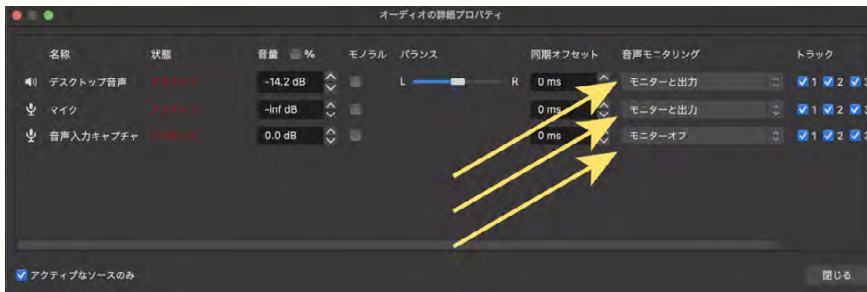 オーディオの詳細プロパティ
名称 状態 音量 % モノラル バランス 同期オフセット 音声モニタリング トラック
デスクトップ音声 アクティブ -14.2 dB L R 0 ms モニターと出力 1 2 3
マイク アクティブ -inf dB 0 ms モニターと出力 1 2 3
音声入力キャプチャ アクティブ 0.0 dB 0 ms モニターオフ 1 2 3
アクティブなソースのみ 閉じる